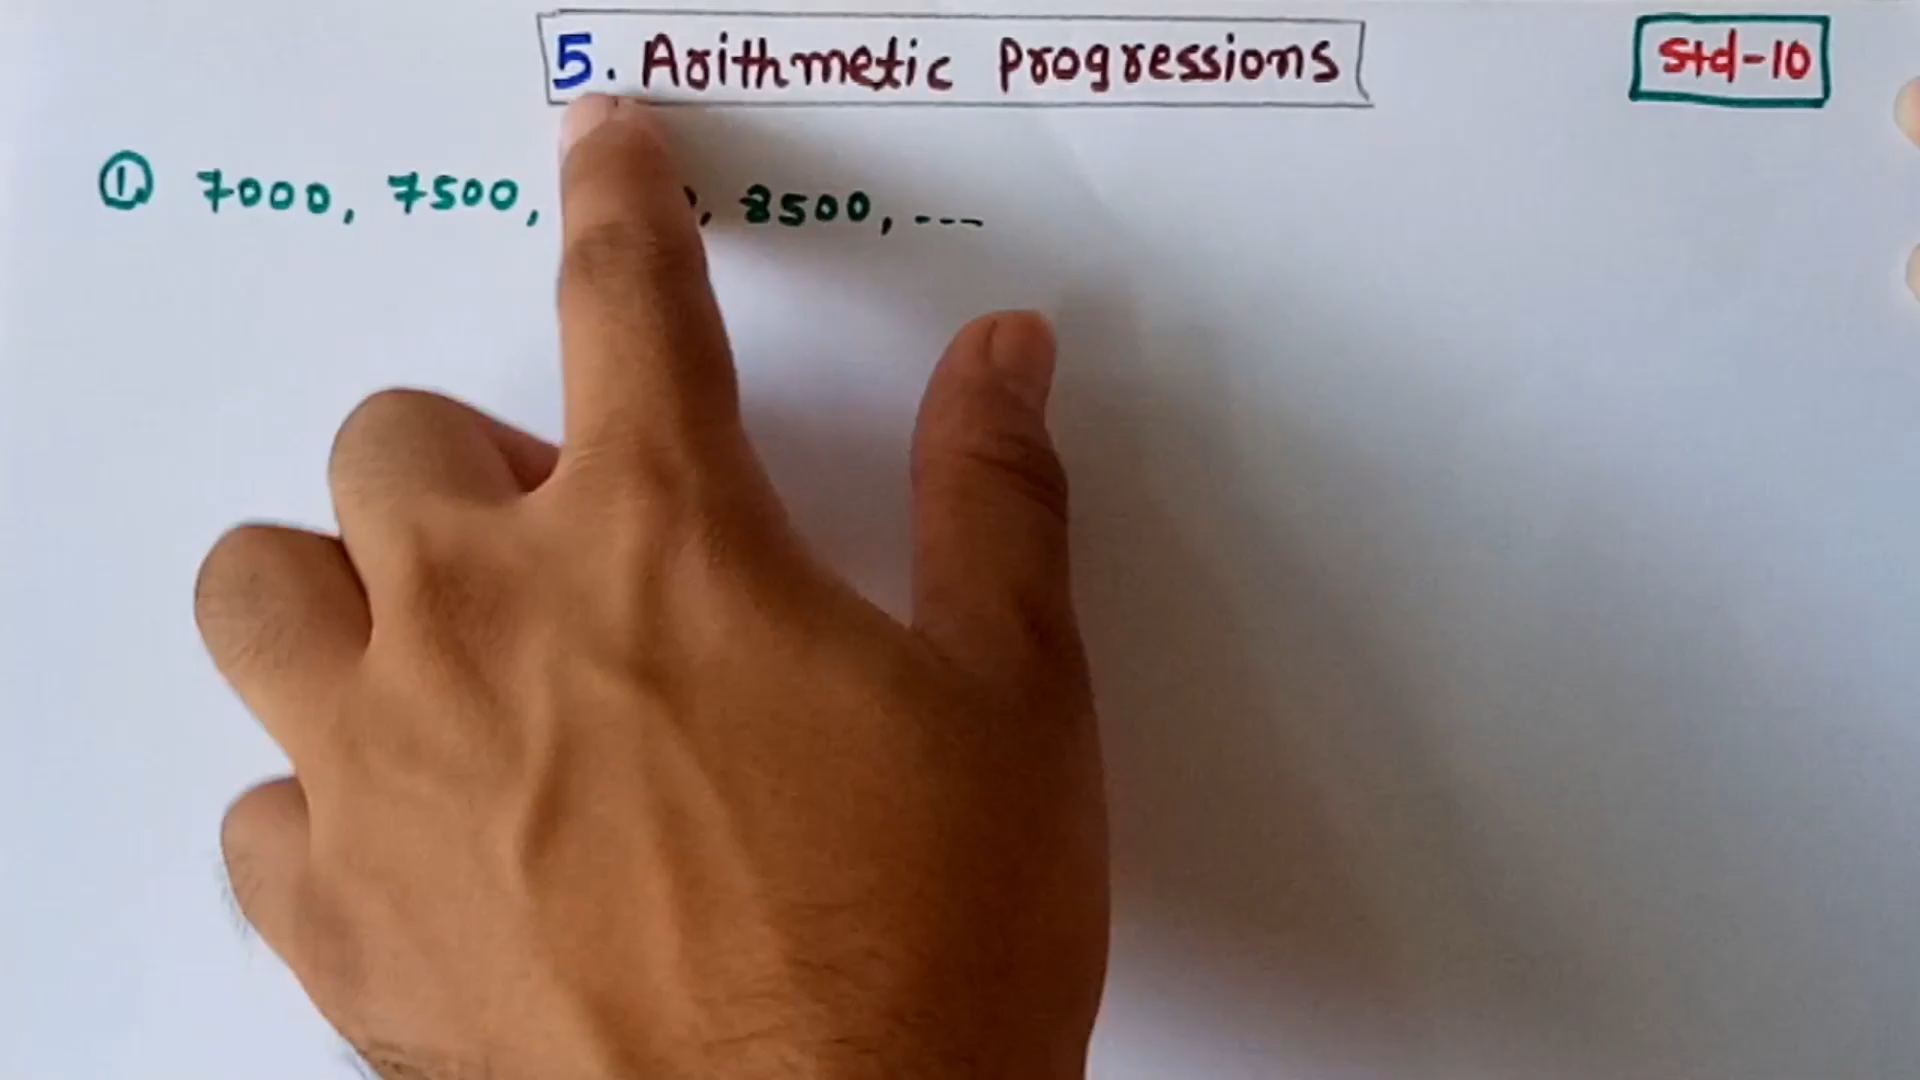 5. Arithmetic Progressions
Std-10
① 7000, 7500, , 8500, ---